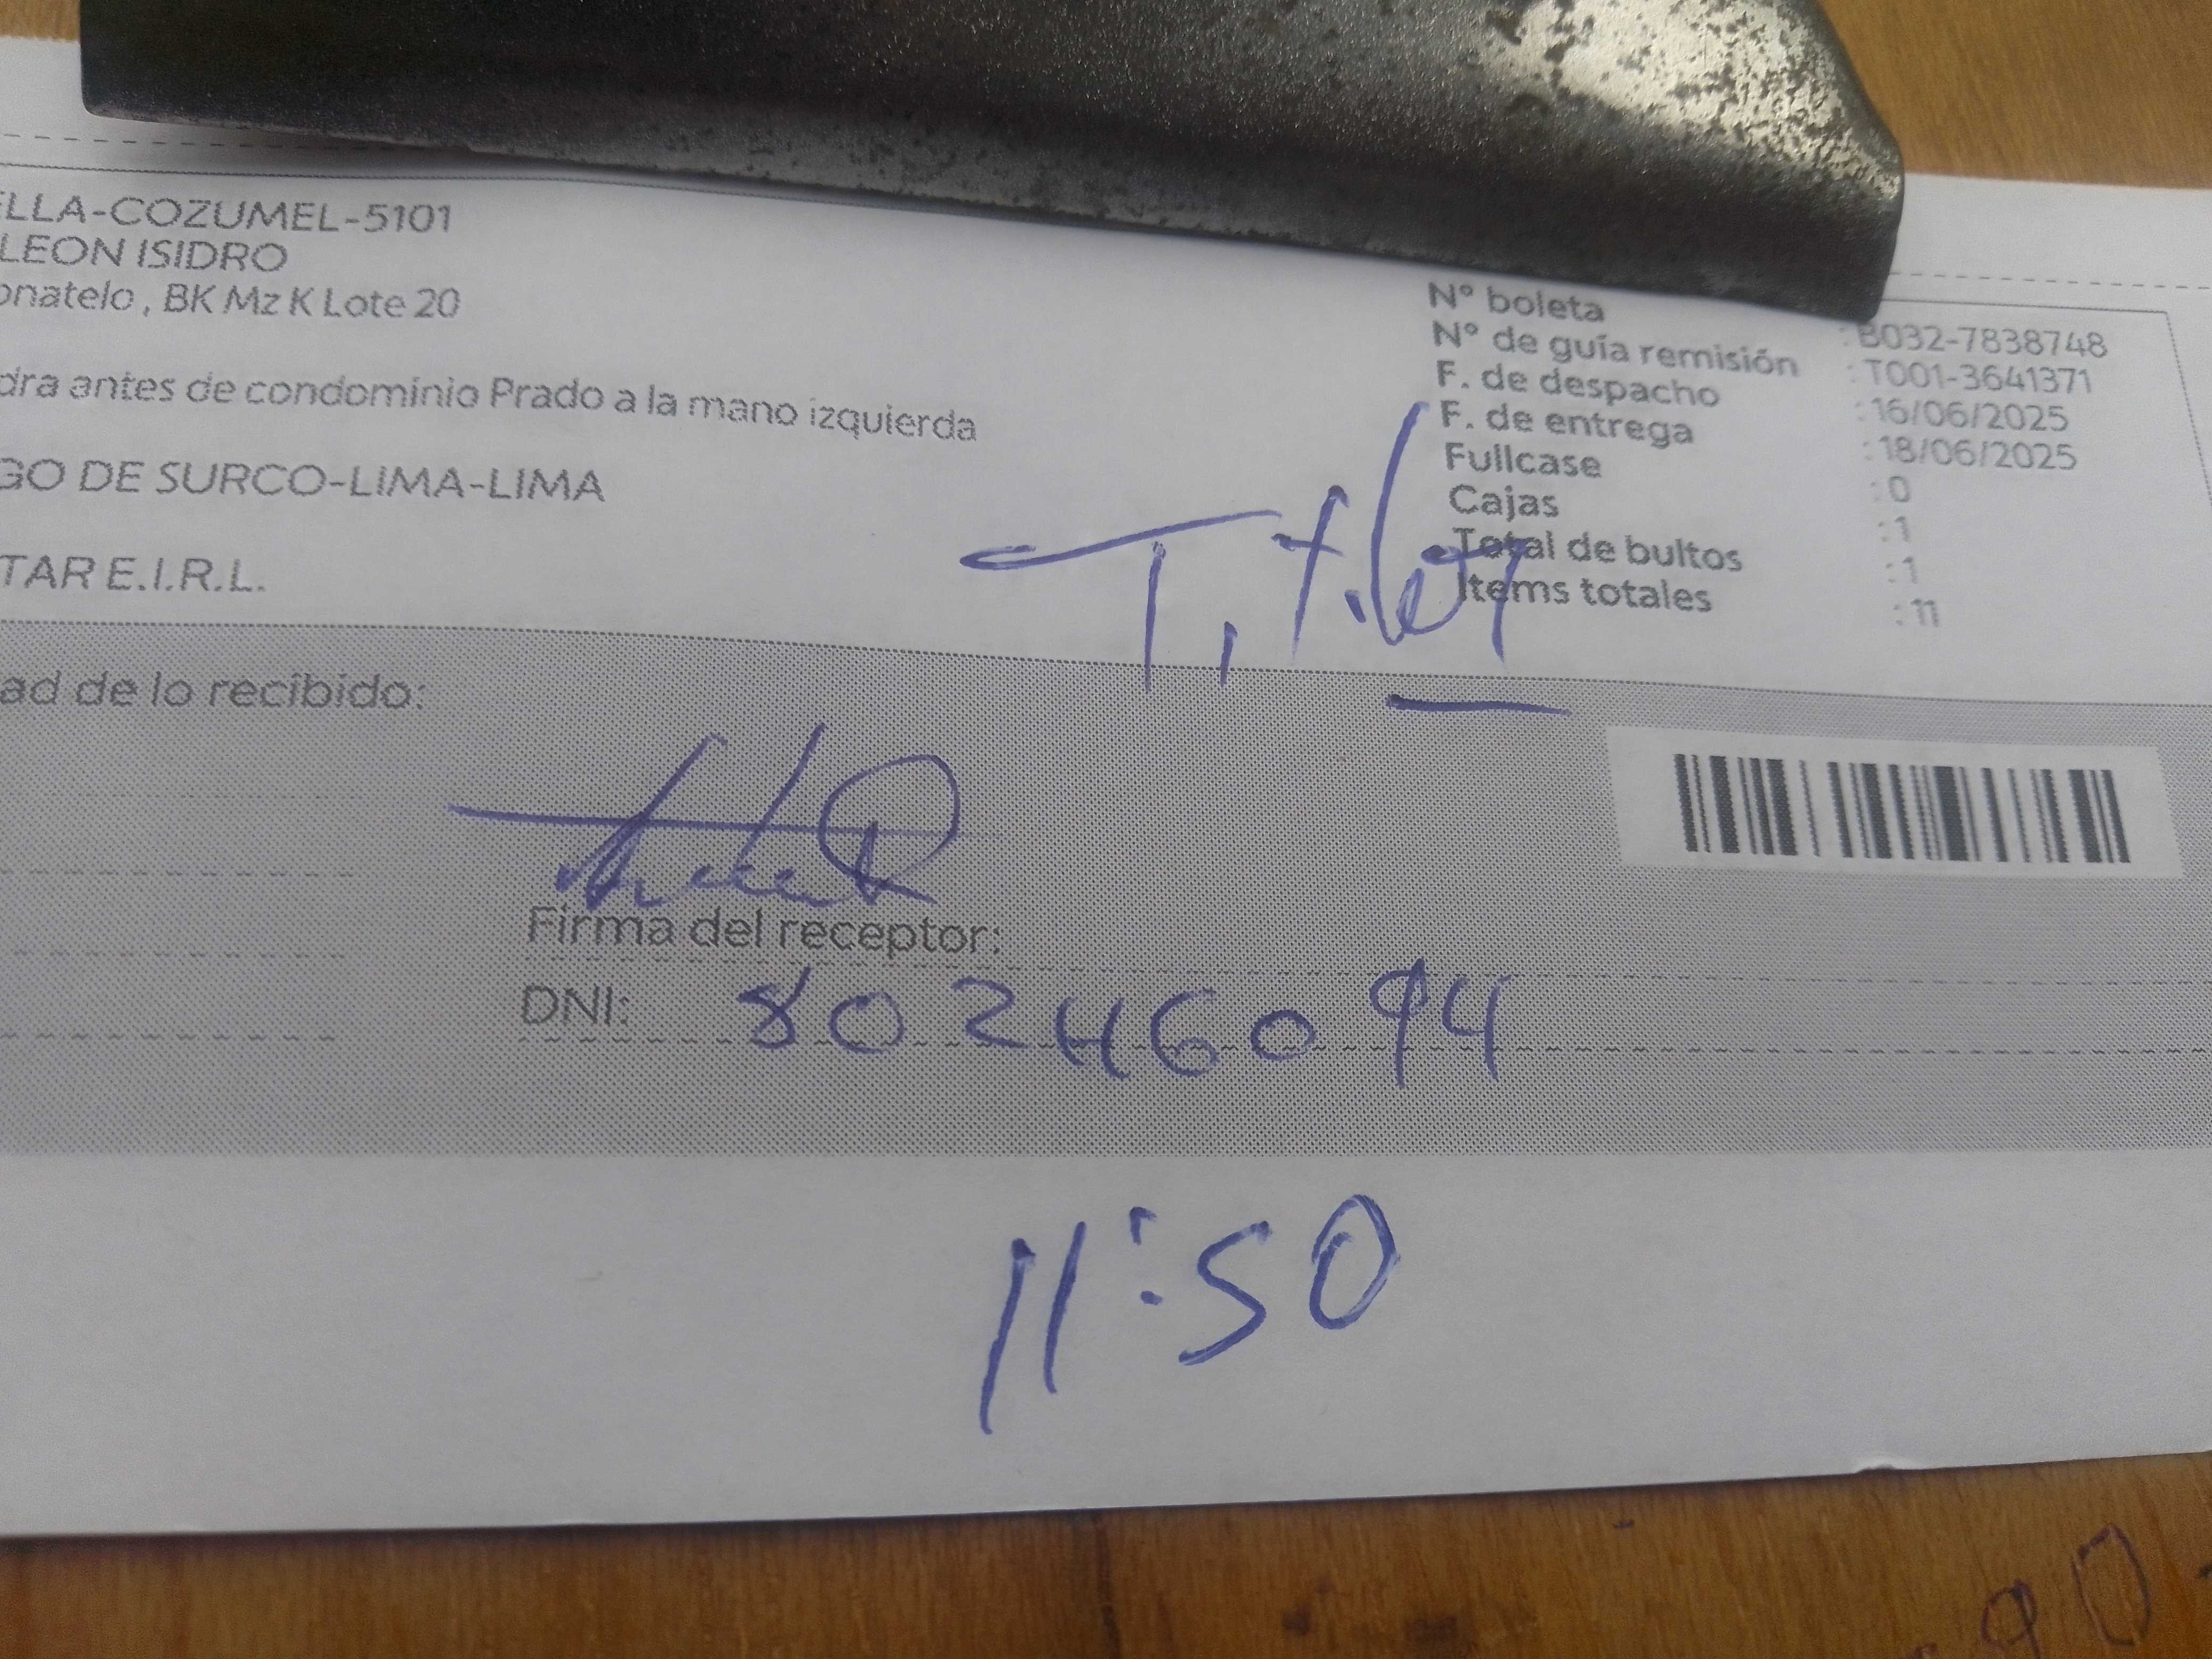 ELLA-COZUMEL-5101
LEON ISIDRO
onatelo, BK Mz K Lote 20
dra antes de condominio Prado a la mano izquierda
GO DE SURCO-LIMA-LIMA
TAR E.I.R.L.
N° boleta : B032-7838748
N° de guía remisión : T001-3641371
F. de despacho : 16/06/2025
F. de entrega : 18/06/2025
Fullcase : 0
Cajas : 1
Total de bultos : 1
Items totales : 11
ad de lo recibido:
Firma del receptor:
DNI: 80246094
11:50
90